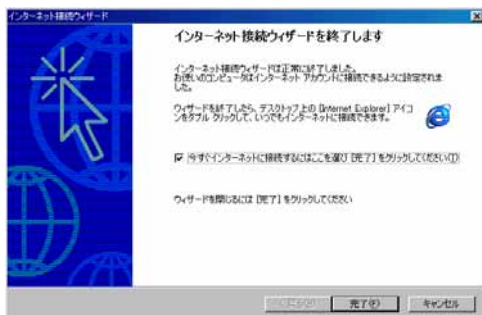 インターネット接続ウィザード
インターネット接続ウィザードを終了します
インターネット接続ウィザードは正常に終了しました。
お使いのコンピュータはインターネット アカウントに接続できるように設定されま
した。
ウィザードを終了したら、デスクトップ上の [Internet Explorer] アイコ
ンをダブル クリックして、いつでもインターネットに接続できます。
今すぐインターネットに接続するにはここを選び [完了] をクリックしてください(I)
ウィザードを閉じるには [完了] をクリックしてください
完了(F)
キャンセル